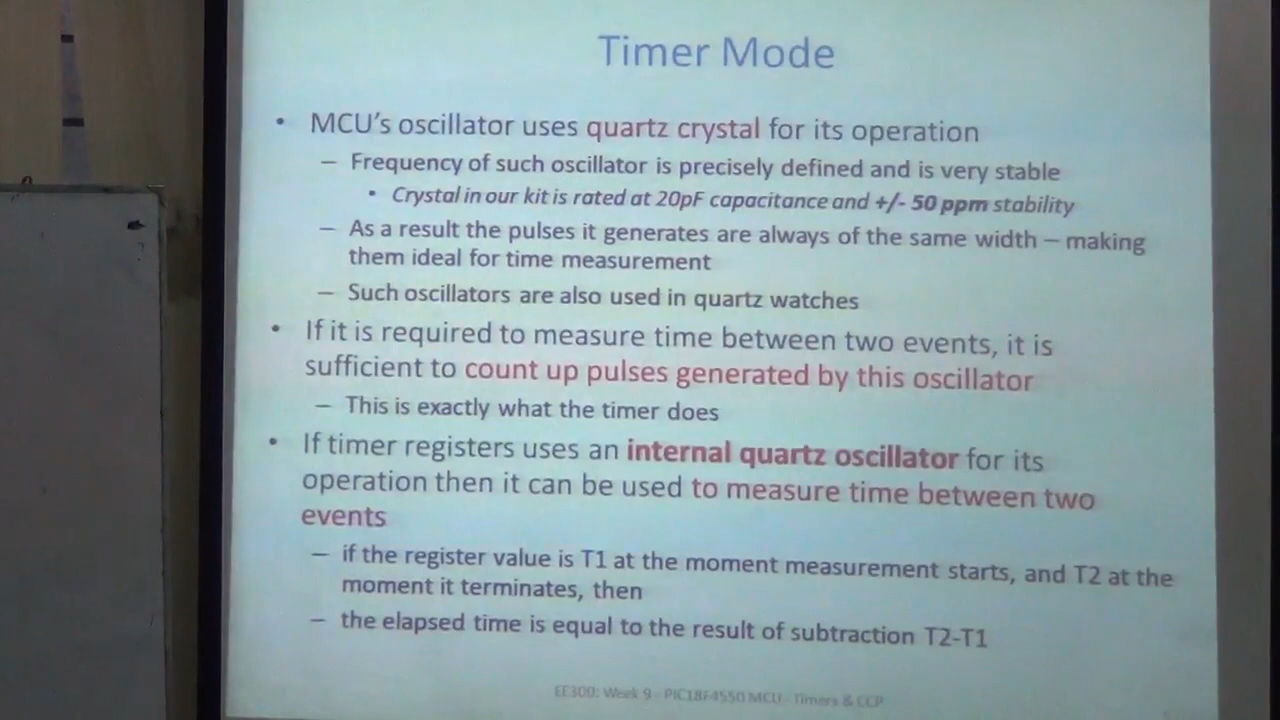 Timer Mode
• MCU's oscillator uses quartz crystal for its operation
– Frequency of such oscillator is precisely defined and is very stable
• Crystal in our kit is rated at 20pF capacitance and +/- 50 ppm stability
– As a result the pulses it generates are always of the same width – making
them ideal for time measurement
– Such oscillators are also used in quartz watches
• If it is required to measure time between two events, it is
sufficient to count up pulses generated by this oscillator
– This is exactly what the timer does
• If timer registers uses an internal quartz oscillator for its
operation then it can be used to measure time between two
events
– if the register value is T1 at the moment measurement starts, and T2 at the
moment it terminates, then
– the elapsed time is equal to the result of subtraction T2-T1
EE300: Week 9 - PIC18F4550 MCU - Timers & CCP